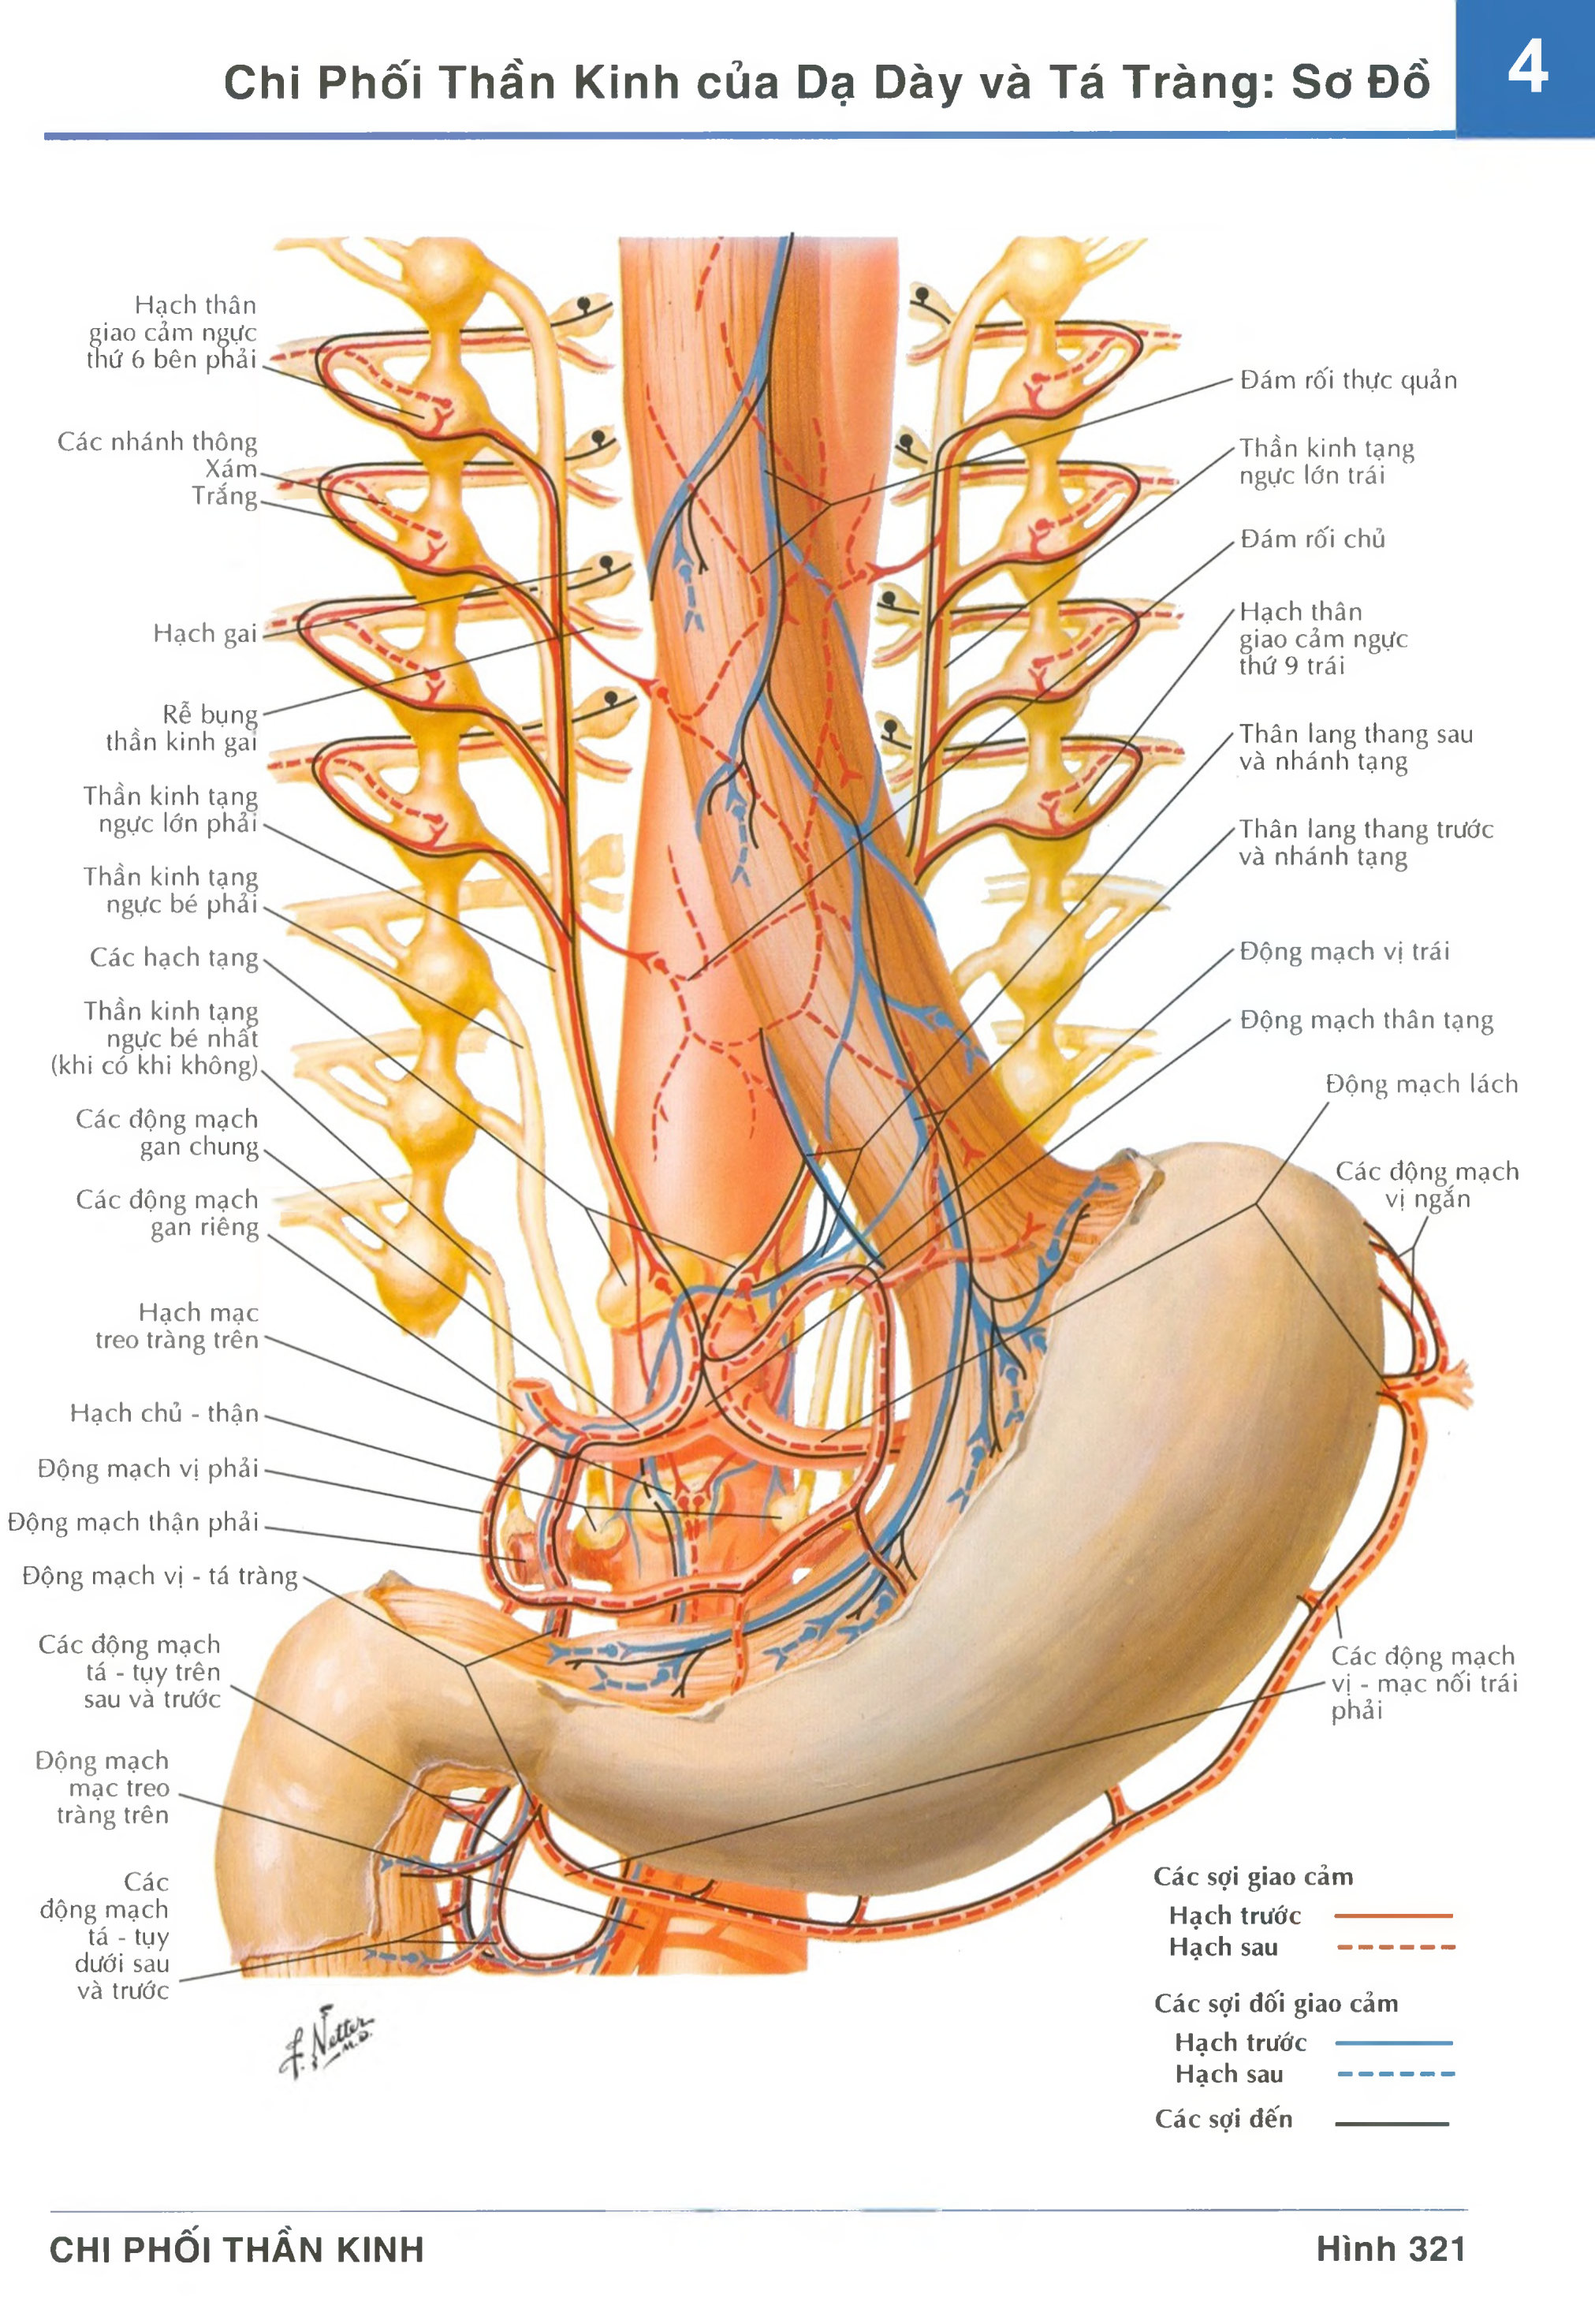 Chi Phối Thần Kinh của Dạ Dày và Tá Tràng: Sơ Đồ
4
Hạch thân
giao cảm ngực
thứ 6 bên phải
Các nhánh thông
Xám
Trắng
Hạch gai
Rễ bụng
thần kinh gai
Thần kinh tạng
ngực lớn phải
Thần kinh tạng
ngực bé phải
Các hạch tạng
Thần kinh tạng
ngực bé nhất
(khi có khi không)
Các động mạch
gan chung
Các động mạch
gan riêng
Hạch mạc
treo tràng trên
Hạch chủ - thận
Động mạch vị phải
Động mạch thận phải
Động mạch vị - tá tràng
Các động mạch
tá - tụy trên
sau và trước
Động mạch
mạc treo
tràng trên
Các
động mạch
tá - tụy
dưới sau
và trước
Đám rối thực quản
Thần kinh tạng
ngực lớn trái
Đám rối chủ
Hạch thân
giao cảm ngực
thứ 9 trái
Thân lang thang sau
và nhánh tạng
Thân lang thang trước
và nhánh tạng
Động mạch vị trái
Động mạch thân tạng
Động mạch lách
Các động mạch
vị ngắn
Các động mạch
vị - mạc nối trái
phải
Các sợi giao cảm
Hạch trước
Hạch sau
Các sợi đối giao cảm
Hạch trước
Hạch sau
Các sợi đến
F. Netter
M.D.
CHI PHỐI THẦN KINH
Hình 321